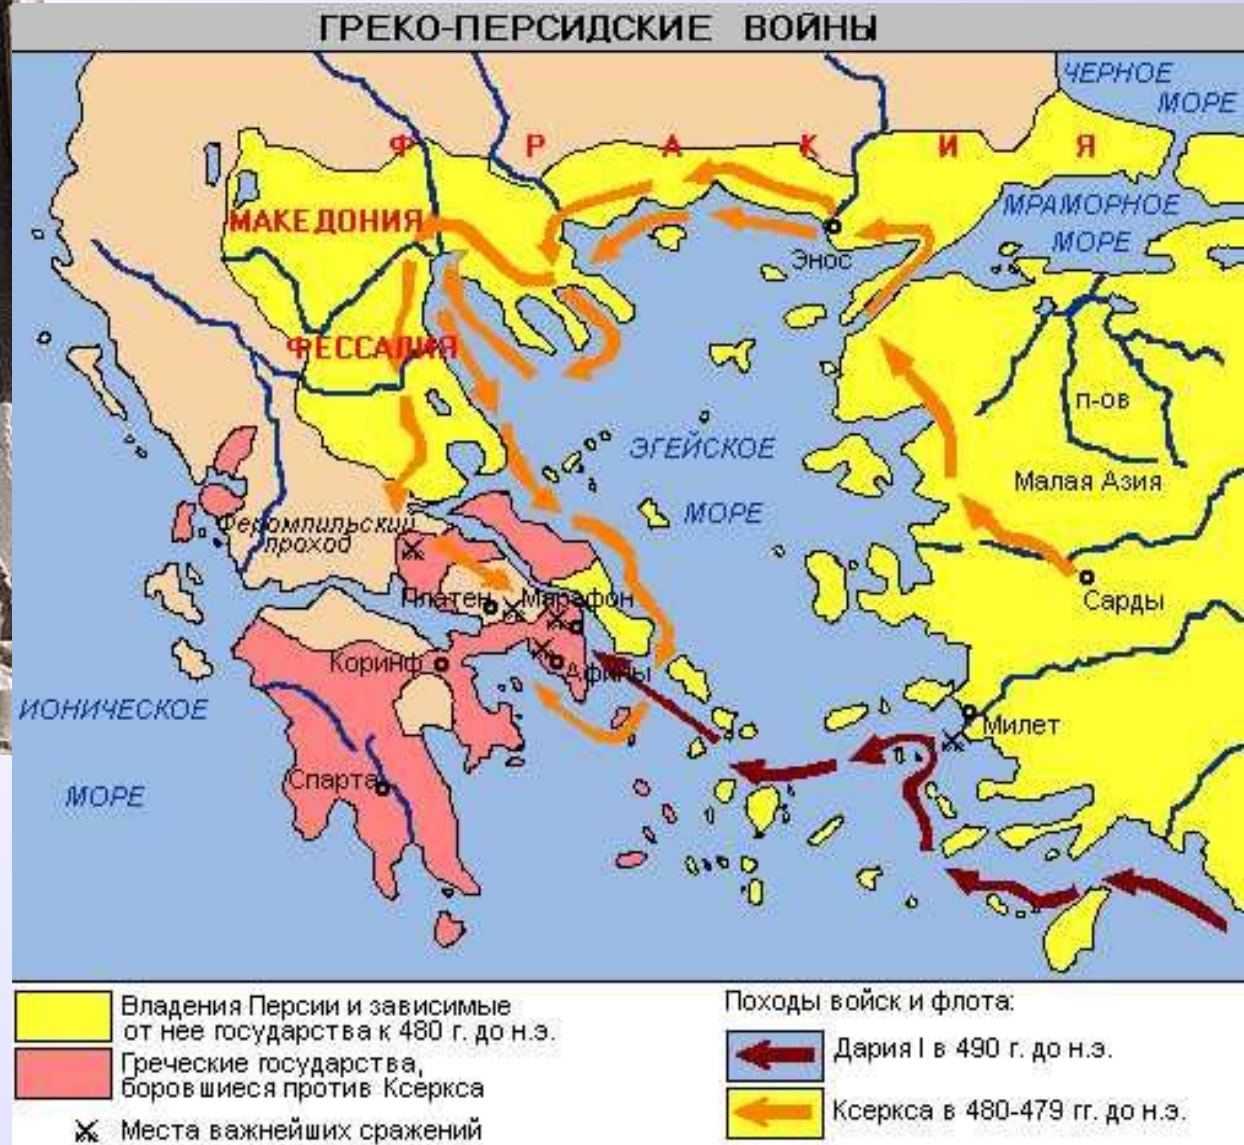 ГРЕКО-ПЕРСИДСКИЕ ВОЙНЫ
ЧЕРНОЕ
МОРЕ
Ф Р А К И Я
МРАМОРНОЕ
МОРЕ
МАКЕДОНИЯ
Энос
ФЕССАЛИЯ
п-ов
Малая Азия
ЭГЕЙСКОЕ
МОРЕ
Феромпильский
проход
Платен
Марафон
Сарды
Коринф
Афины
ИОНИЧЕСКОЕ
МОРЕ
Милет
Спарта
Владения Персии и зависимые
от нее государства к 480 г. до н.э.
Греческие государства,
боровшиеся против Ксеркса
Места важнейших сражений
Походы войск и флота:
Дария I в 490 г. до н.э.
Ксеркса в 480-479 гг. до н.э.